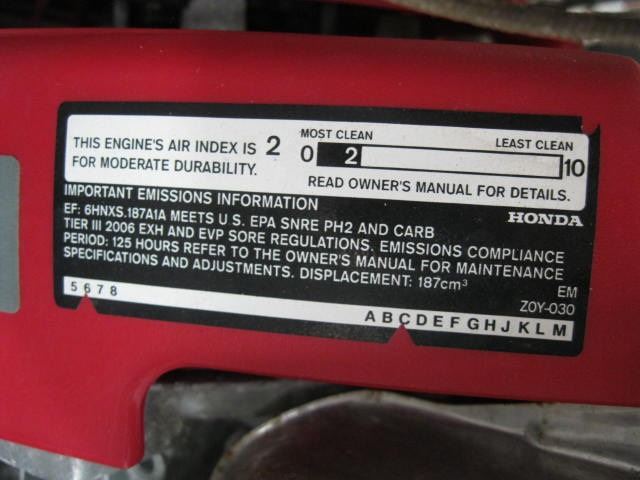 THIS ENGINE'S AIR INDEX IS 2
FOR MODERATE DURABILITY.
MOST CLEAN LEAST CLEAN
0 2 10
READ OWNER'S MANUAL FOR DETAILS.
IMPORTANT EMISSIONS INFORMATION
HONDA
EF: 6HNXS.187A1A MEETS U.S. EPA SNRE PH2 AND CARB
TIER III 2006 EXH AND EVP SORE REGULATIONS. EMISSIONS COMPLIANCE
PERIOD: 125 HOURS REFER TO THE OWNER'S MANUAL FOR MAINTENANCE
SPECIFICATIONS AND ADJUSTMENTS. DISPLACEMENT: 187cm³
EM
Z0Y-030
5 6 7 8
A B C D E F G H J K L M